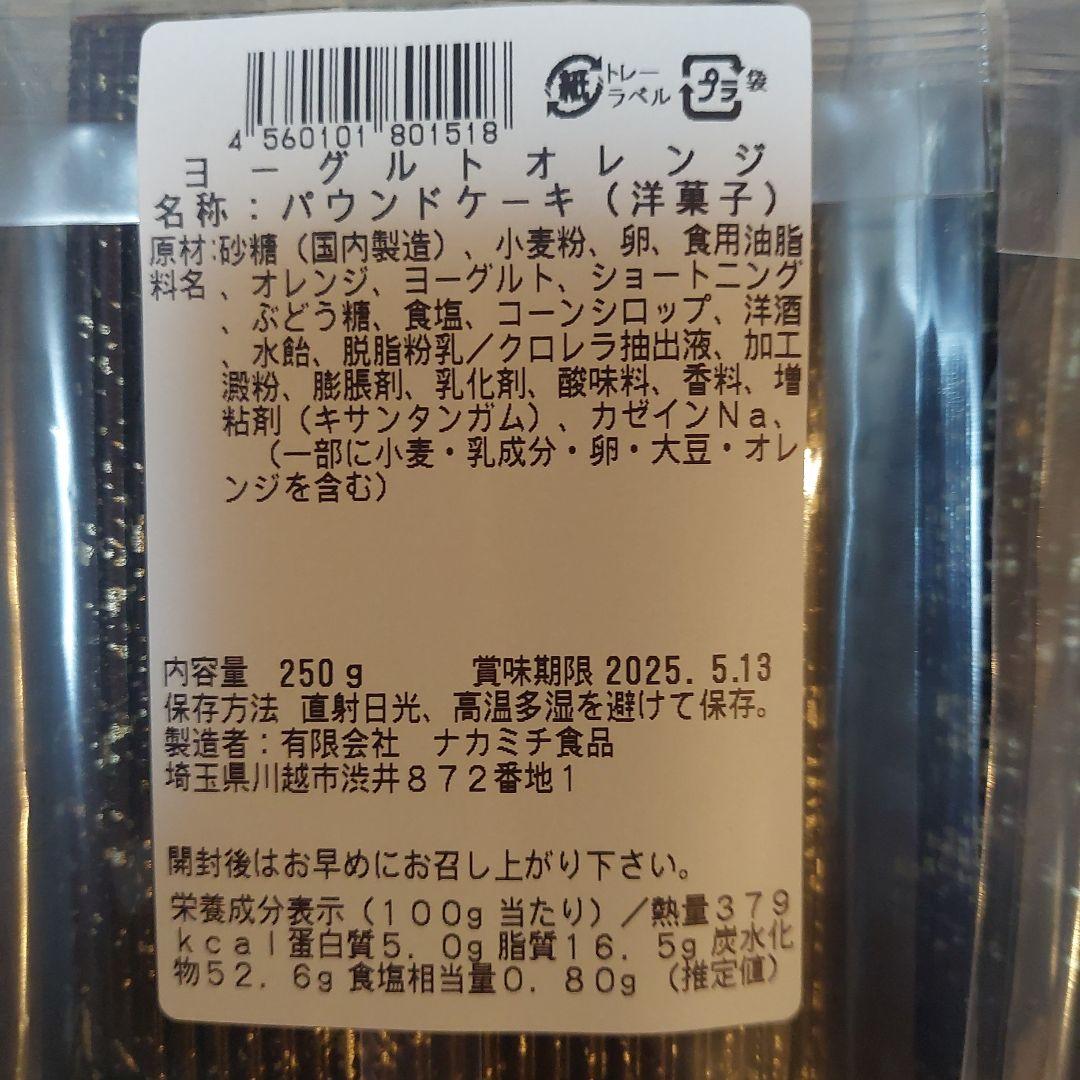 紙 トレー ラベル プラ 袋
4 560101 801518
ヨーグルトオレンジ
名称：パウンドケーキ（洋菓子）
原材:砂糖（国内製造）、小麦粉、卵、食用油脂
料名、オレンジ、ヨーグルト、ショートニング
、ぶどう糖、食塩、コーンシロップ、洋酒
、水飴、脱脂粉乳／クロレラ抽出液、加工
澱粉、膨脹剤、乳化剤、酸味料、香料、増
粘剤（キサンタンガム）、カゼインNa、
（一部に小麦・乳成分・卵・大豆・オレ
ンジを含む）
内容量 250g 賞味期限 2025. 5.13
保存方法 直射日光、高温多湿を避けて保存。
製造者：有限会社 ナカミチ食品
埼玉県川越市渋井８７２番地１
開封後はお早めにお召し上がり下さい。
栄養成分表示（１００g当たり）／熱量３７９
kcal蛋白質５．０g脂質１６．５g炭水化
物５２．６g食塩相当量０．８０g（推定値）